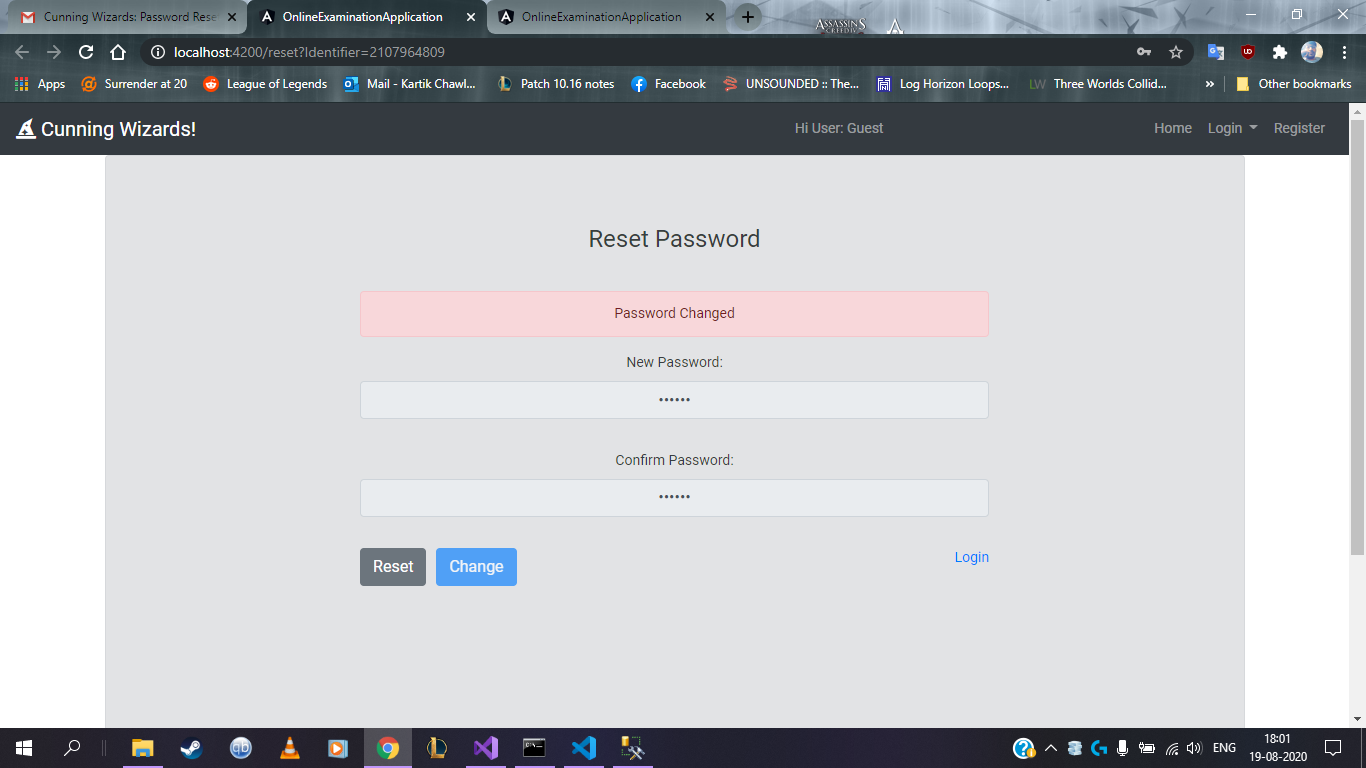 Cunning Wizards: Password Rese
OnlineExaminationApplication
OnlineExaminationApplication
ASSASSIN'S
CREED IV
localhost:4200/reset?Identifier=2107964809
Apps
Surrender at 20
League of Legends
Mail - Kartik Chawl...
Patch 10.16 notes
Facebook
UNSOUNDED :: The...
Log Horizon Loops...
LW
Three Worlds Collid...
»
Other bookmarks
Cunning Wizards!
Hi User: Guest
Home
Login
Register
Reset Password
Password Changed
New Password:
••••••
Confirm Password:
••••••
Reset
Change
Login
ENG
18:01
19-08-2020